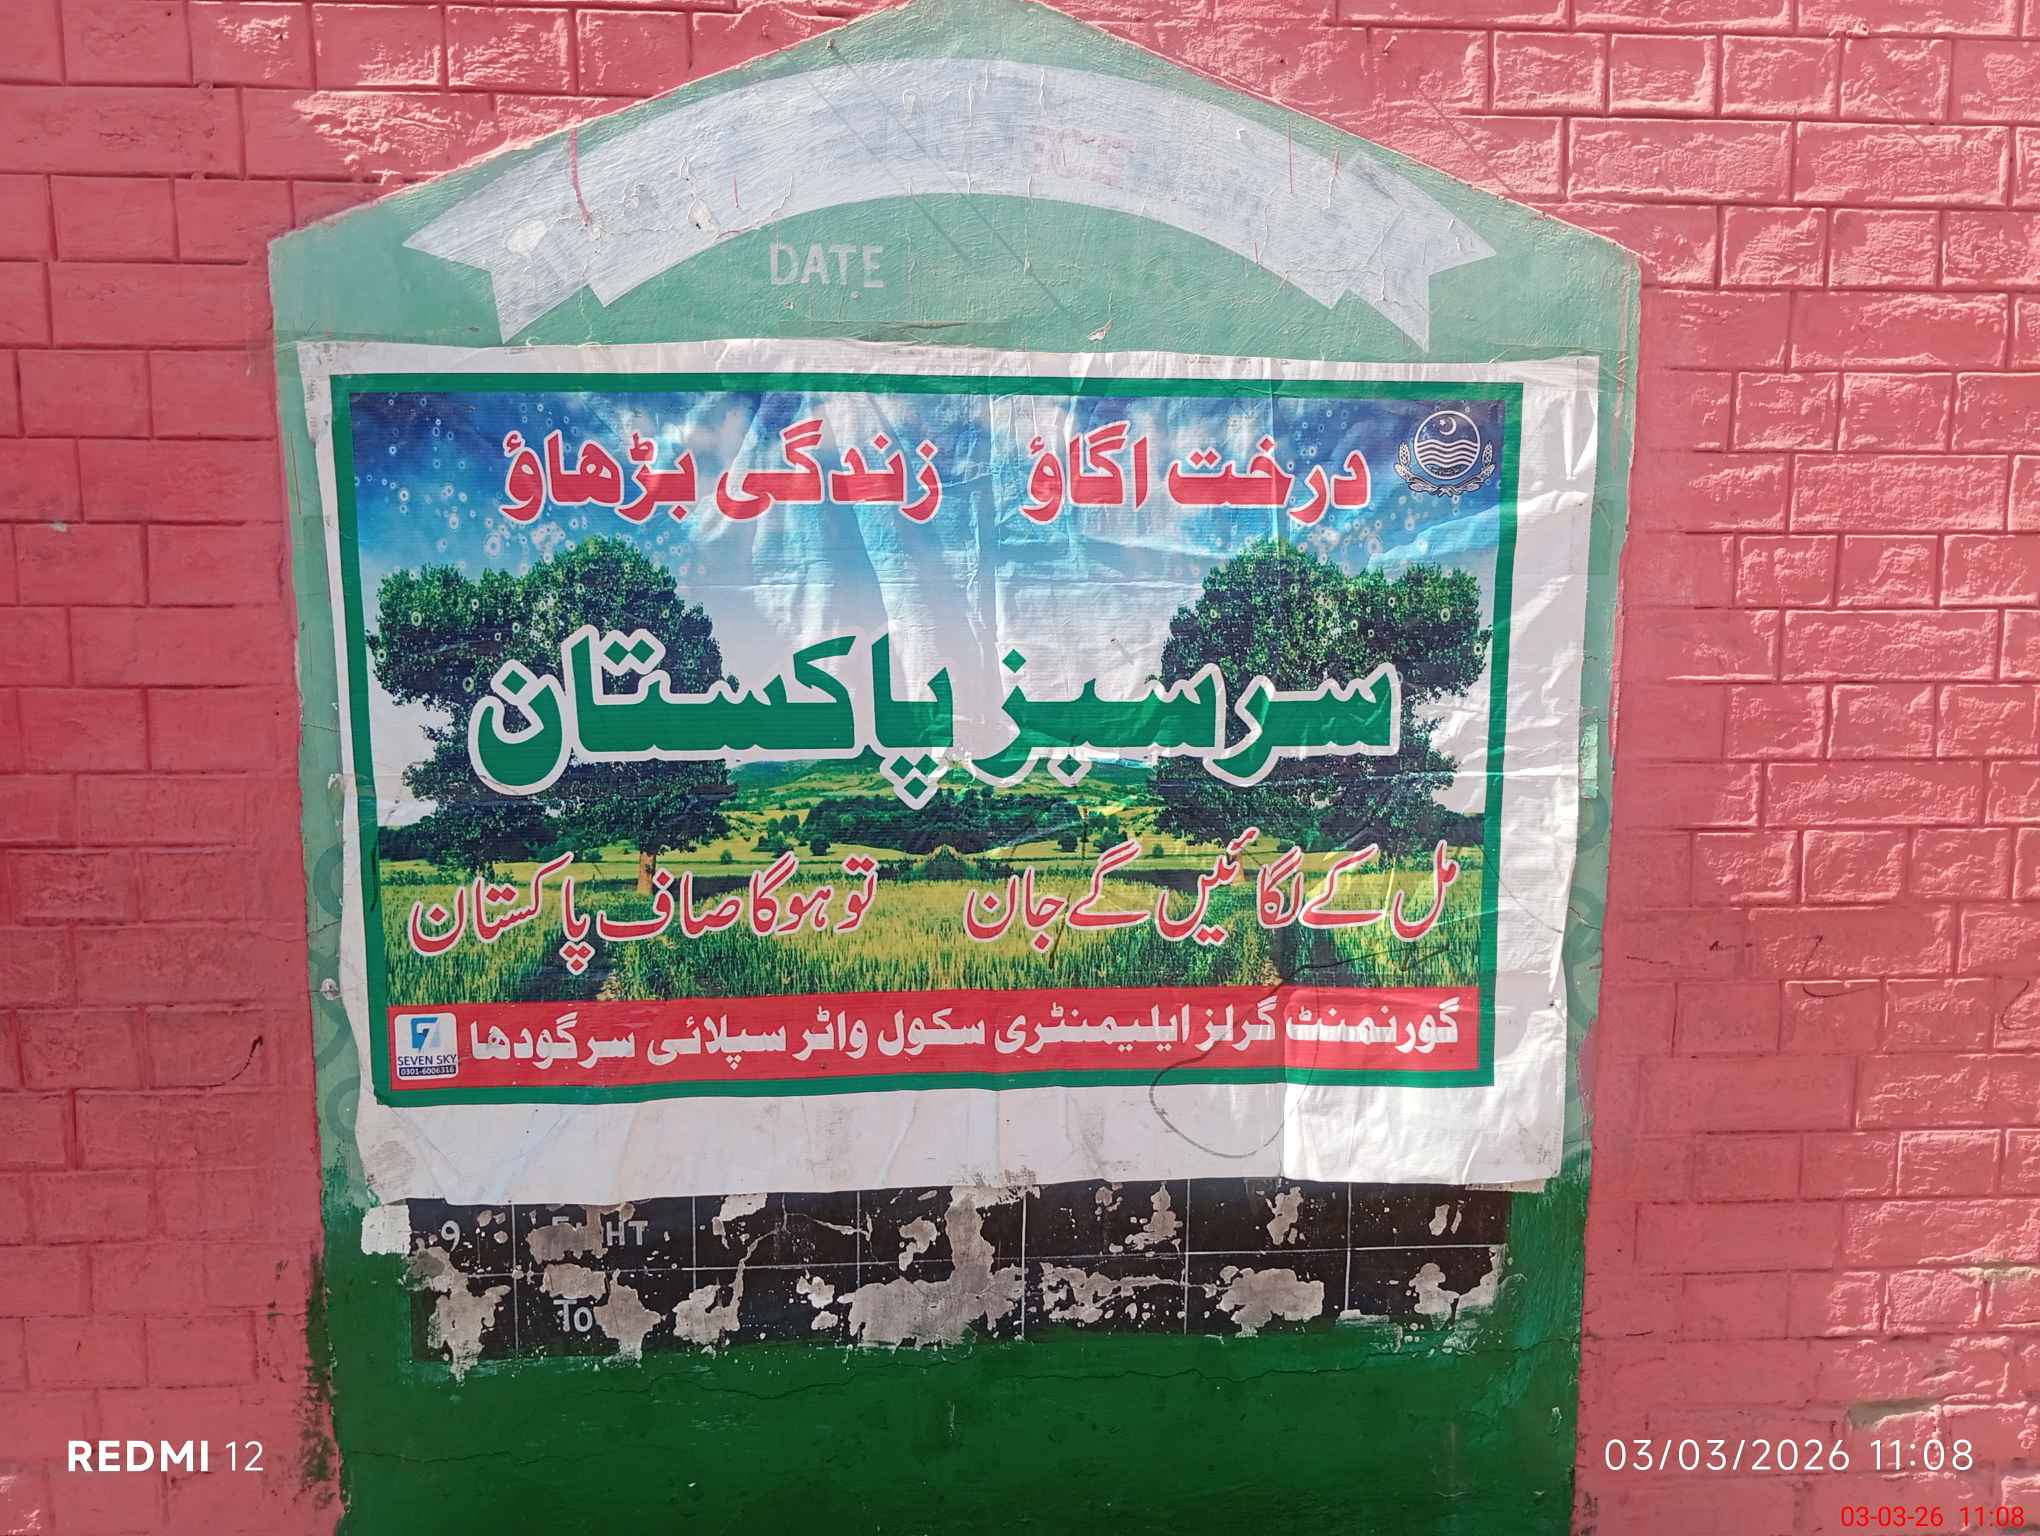 DATE
درخت اگاؤ زندگی بڑھاؤ
سرسبز پاکستان
مل کے لگائیں گے جان تو ہوگا صاف پاکستان
گورنمنٹ گرلز ایلیمنٹری سکول واٹر سپلائی سرگودھا
SEVEN SKY
0301-6006316
9
To
REDMI 12
03/03/2026 11:08
03-03-26 11:08